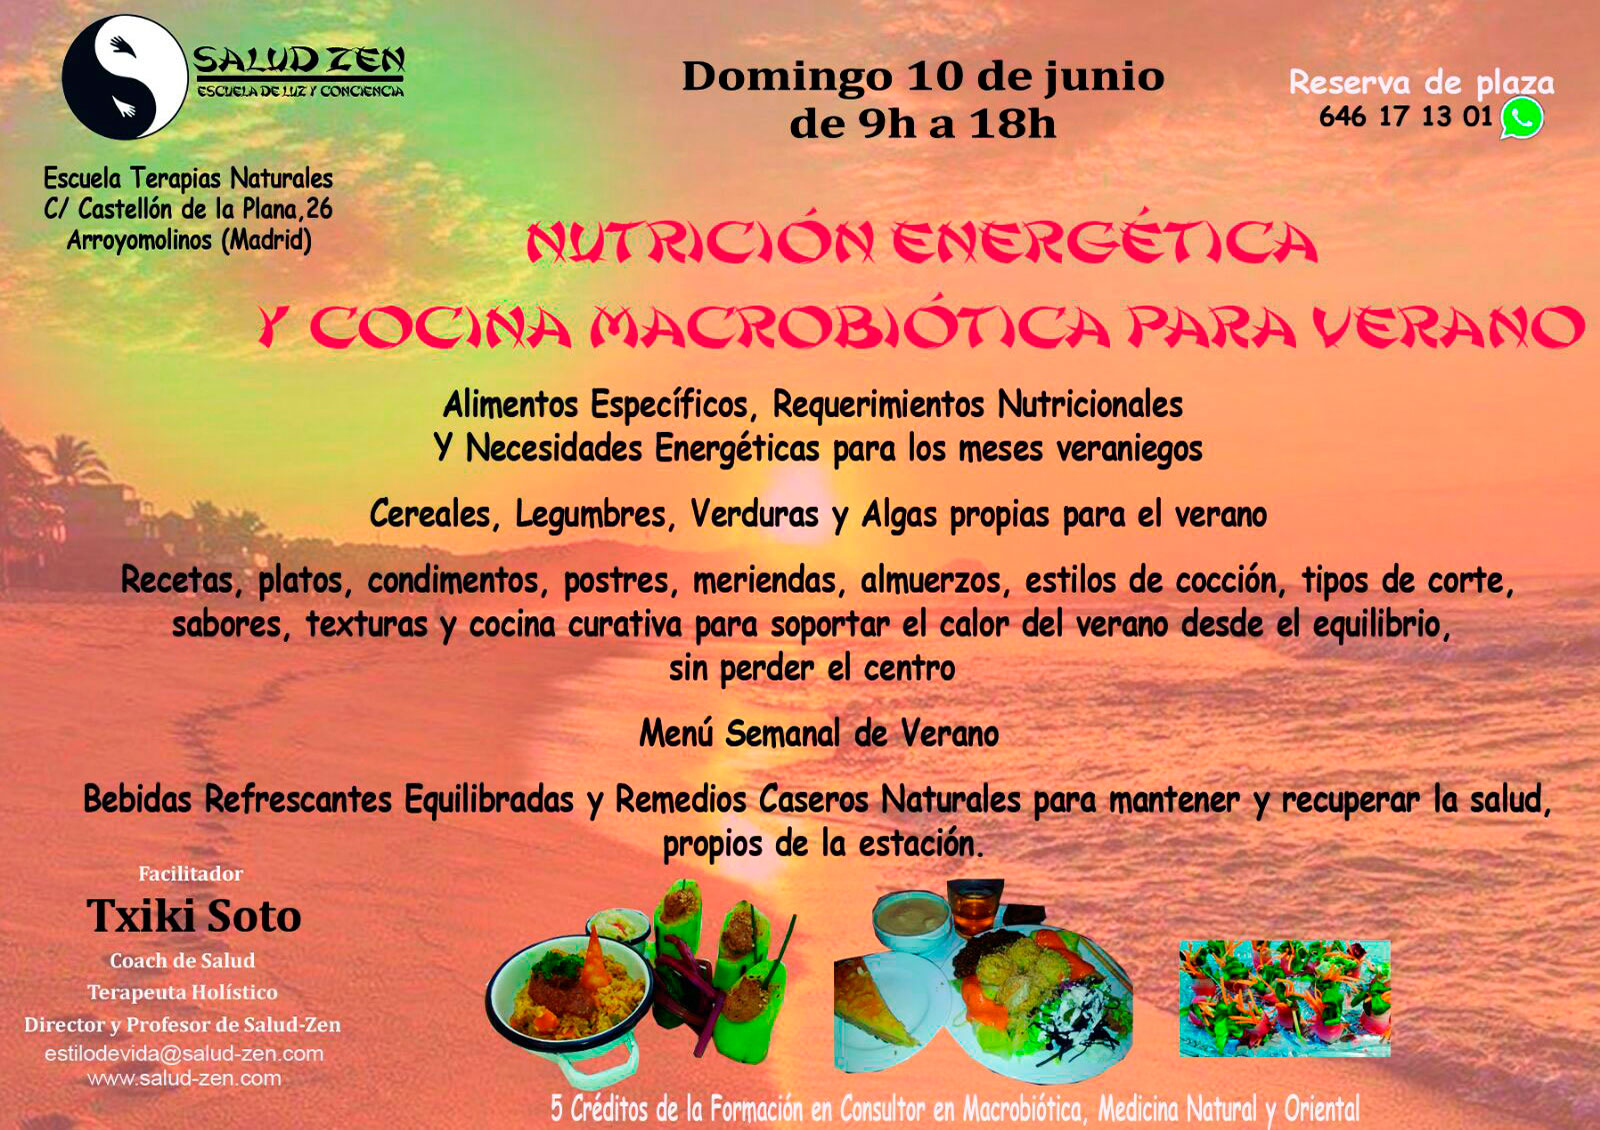 SALUD ZEN
ESCUELA DE LUZ Y CONCIENCIA
Escuela Terapias Naturales
C/ Castellón de la Plana,26
Arroyomolinos (Madrid)
Domingo 10 de junio
de 9h a 18h
Reserva de plaza
646 17 13 01
NUTRICIÓN ENERGÉTICA
Y COCINA MACROBIÓTICA PARA VERANO
Alimentos Específicos, Requerimientos Nutricionales
Y Necesidades Energéticas para los meses veraniegos
Cereales, Legumbres, Verduras y Algas propias para el verano
Recetas, platos, condimentos, postres, meriendas, almuerzos, estilos de cocción, tipos de corte,
sabores, texturas y cocina curativa para soportar el calor del verano desde el equilibrio,
sin perder el centro
Menú Semanal de Verano
Bebidas Refrescantes Equilibradas y Remedios Caseros Naturales para mantener y recuperar la salud,
propios de la estación.
Facilitador
Txiki Soto
Coach de Salud
Terapeuta Holístico
Director y Profesor de Salud-Zen
estilodevida@salud-zen.com
www.salud-zen.com
5 Créditos de la Formación en Consultor en Macrobiótica, Medicina Natural y Oriental